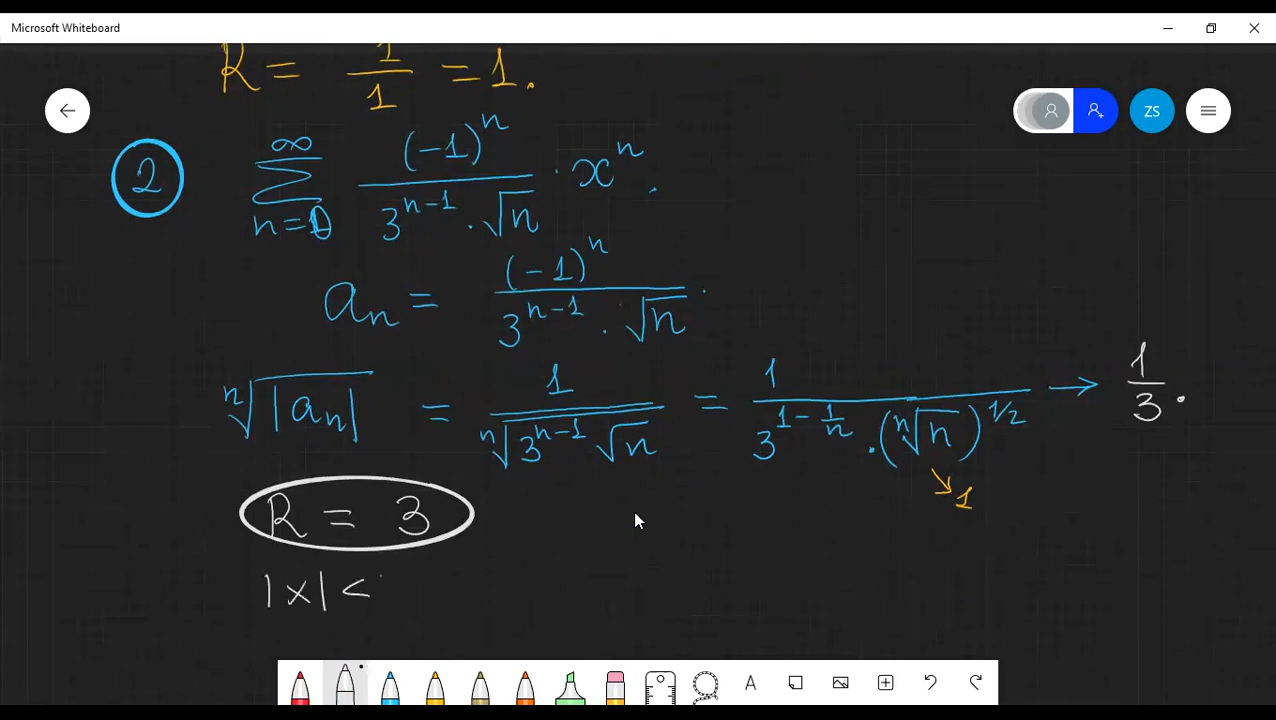 Microsoft Whiteboard
R = 1/1 = 1.
ZS
2 ∑_{n=1}^{∞} (-1)^n / (3^{n-1} · √n) · x^n.
a_n = (-1)^n / (3^{n-1} · √n).
ⁿ√|a_n| = 1 / ⁿ√(3^{n-1} √n) = 1 / (3^{1-1/n} · (ⁿ√n)^{1/2}) → 1/3.
↘ 1
R = 3
|x| <
A